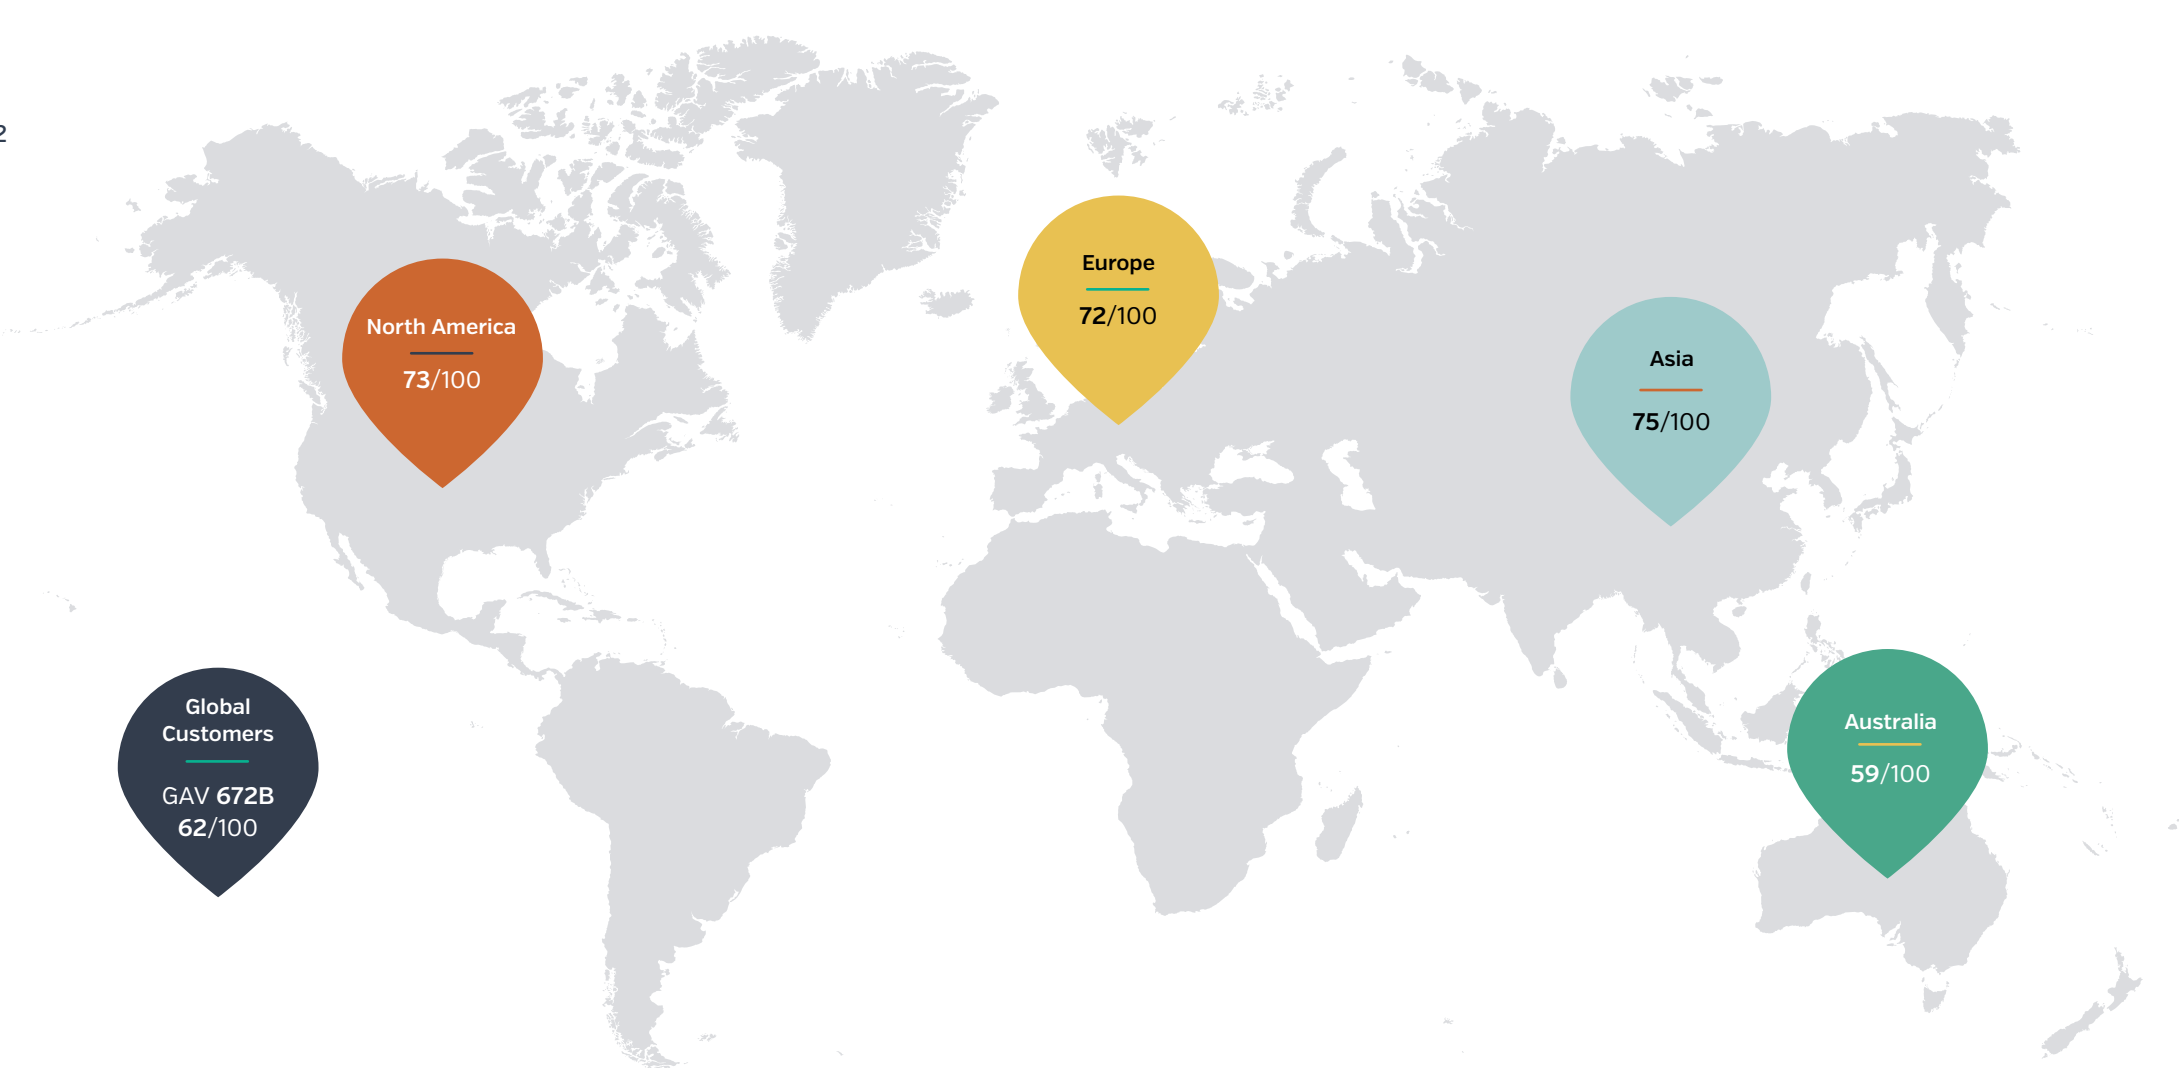 2
North America
73/100
Europe
72/100
Asia
75/100
Global
Customers
GAV 672B
62/100
Australia
59/100